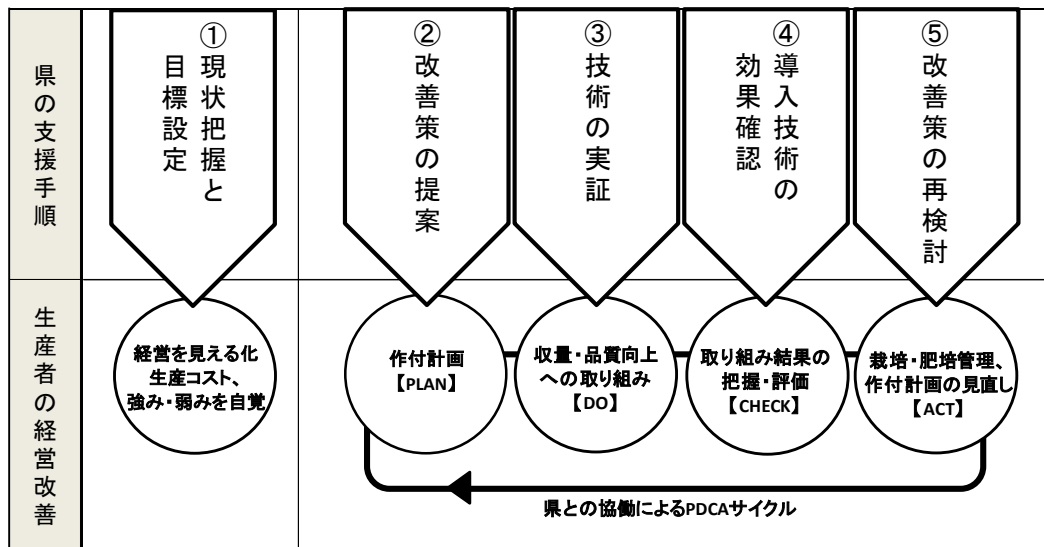 県の支援手順
①
現状把握と
目標設定
②
改善策の提案
③
技術の実証
④
導入技術の
効果確認
⑤
改善策の再検討
生産者の経営改善
経営を見える化
生産コスト、
強み・弱みを自覚
作付計画
【PLAN】
収量・品質向上
への取り組み
【DO】
取り組み結果の
把握・評価
【CHECK】
栽培・肥培管理、
作付計画の見直し
【ACT】
県との協働によるPDCAサイクル